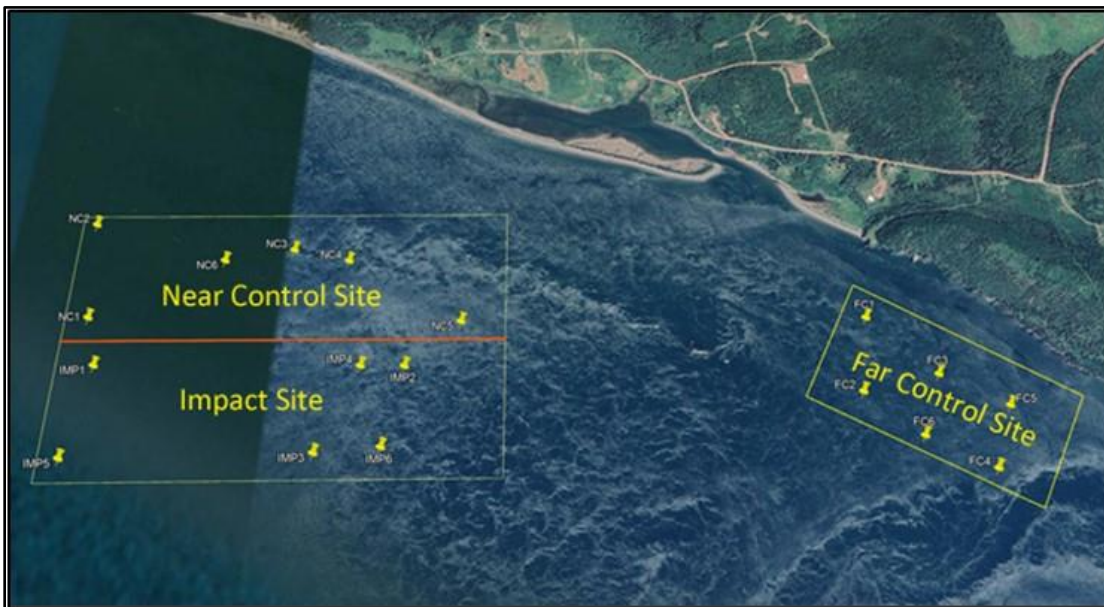 NC2
NC3
NC6
NC4
Near Control Site
NC1
NC5
IMP1
IMP4
IMP2
Impact Site
IMP5
IMP3
IMP6
FC1
FC3
Far Control Site
FC2
FC5
FC6
FC4